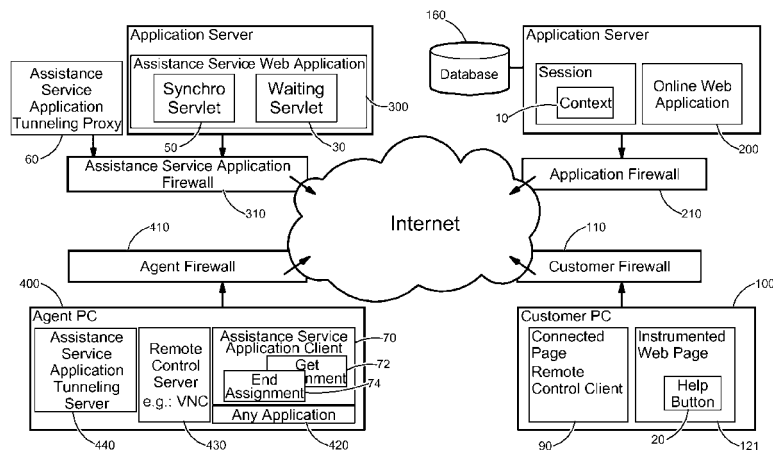 Application Server
Assistance Service Web Application
Synchro
Servlet
Waiting
Servlet
300
50
30
Assistance
Service
Application
Tunneling Proxy
60
Assistance Service Application
Firewall
310
160
Database
Application Server
Session
Context
10
Online Web
Application
200
Application Firewall
210
Internet
410
Agent Firewall
110
Customer Firewall
400
Agent PC
Assistance
Service
Application
Tunneling
Server
440
Remote
Control
Server
e.g.: VNC
430
Assistance Service
Application Client
70
Get
72
End
Assignment
74
Any Application
420
100
Customer PC
Connected
Page
Remote
Control Client
90
Instrumented
Web Page
Help
Button
20
121